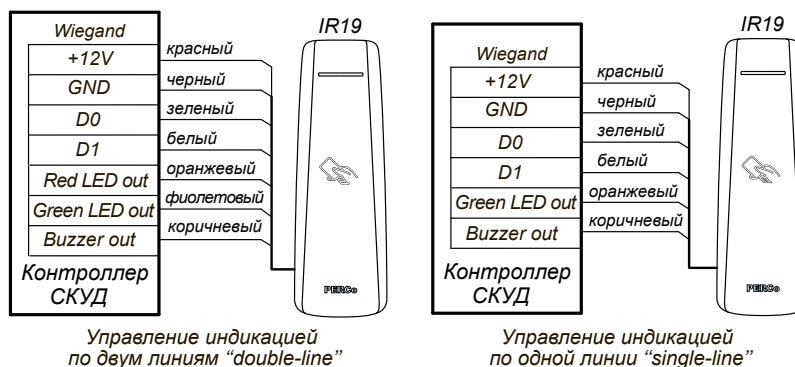 IR19
Wiegand
+12V
красный
GND
черный
D0
зеленый
D1
белый
Red LED out
оранжевый
Green LED out
фиолетовый
Buzzer out
коричневый
Контроллер
СКУД
PERCo
Управление индикацией
по двум линиям “double-line”
IR19
Wiegand
+12V
красный
GND
черный
D0
зеленый
D1
белый
Green LED out
оранжевый
Buzzer out
коричневый
Контроллер
СКУД
PERCo
Управление индикацией
по одной линии “single-line”